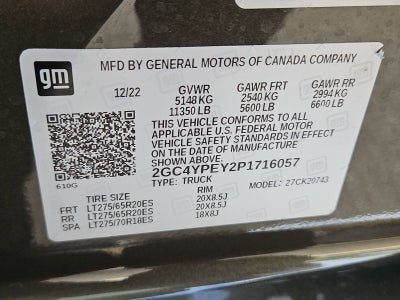 gm
MFD BY GENERAL MOTORS OF CANADA COMPANY
12/22 GVWR GAWR FRT GAWR RR
5148 KG 2540 KG 2994 KG
11350 LB 5600 LB 6600 LB
THIS VEHICLE CONFORMS TO ALL
APPLICABLE U.S. FEDERAL MOTOR
VEHICLE SAFETY STANDARDS IN EFFECT ON
THE DATE OF MANUFACTURE SHOWN ABOVE.
2GC4YPEY2P1716057
610G TYPE: TRUCK MODEL: 27CK20743
TIRE SIZE RIM
FRT LT275/65R20ES 20X8.5J
RR LT275/65R20ES 20X8.5J
SPA LT275/70R18ES 18X8J